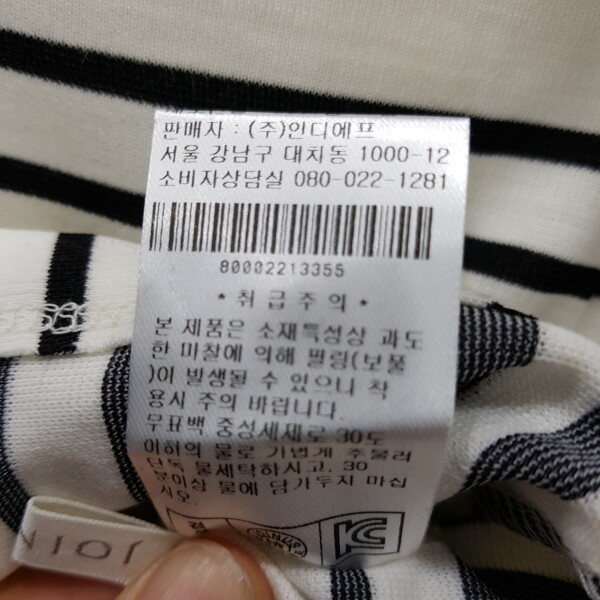 판매자 : (주)인디에프
서울 강남구 대치동 1000-12
소비자상담실 080-022-1281
80002213355
* 취급주의 *
본 제품은 소재특성상 과도
한 마찰에 의해 필링(보풀
)이 발생될 수 있으니 착
용시 주의 바랍니다.
무표백 중성세제로 30도
이하의 물로 가볍게 주물러
단독 물세탁하시고, 30
분이상 물에 담가두지 마십
시오.
JOIN